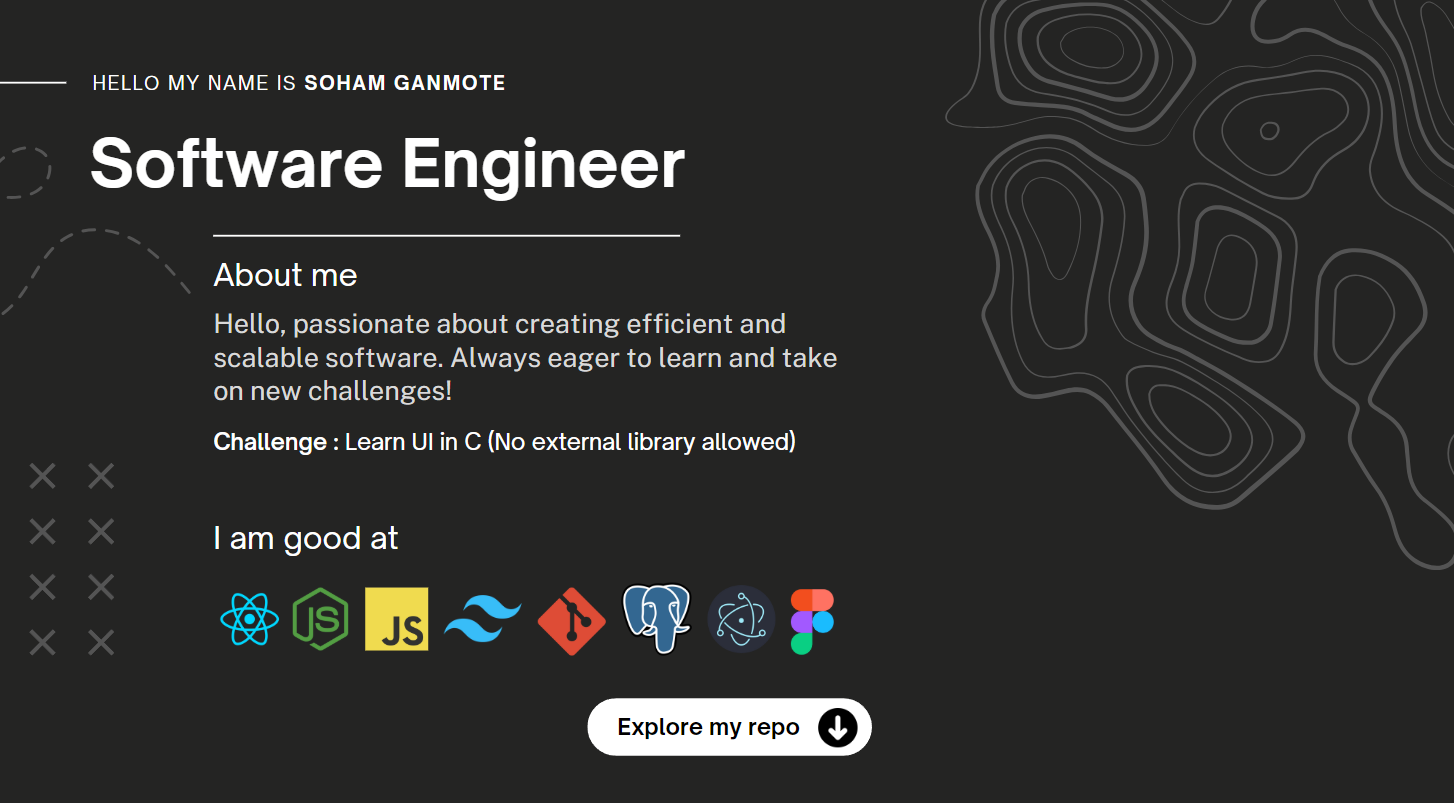 HELLO MY NAME IS SOHAM GANMOTE
Software Engineer
About me
Hello, passionate about creating efficient and
scalable software. Always eager to learn and take
on new challenges!
Challenge : Learn UI in C (No external library allowed)
I am good at
JS
JS
Explore my repo